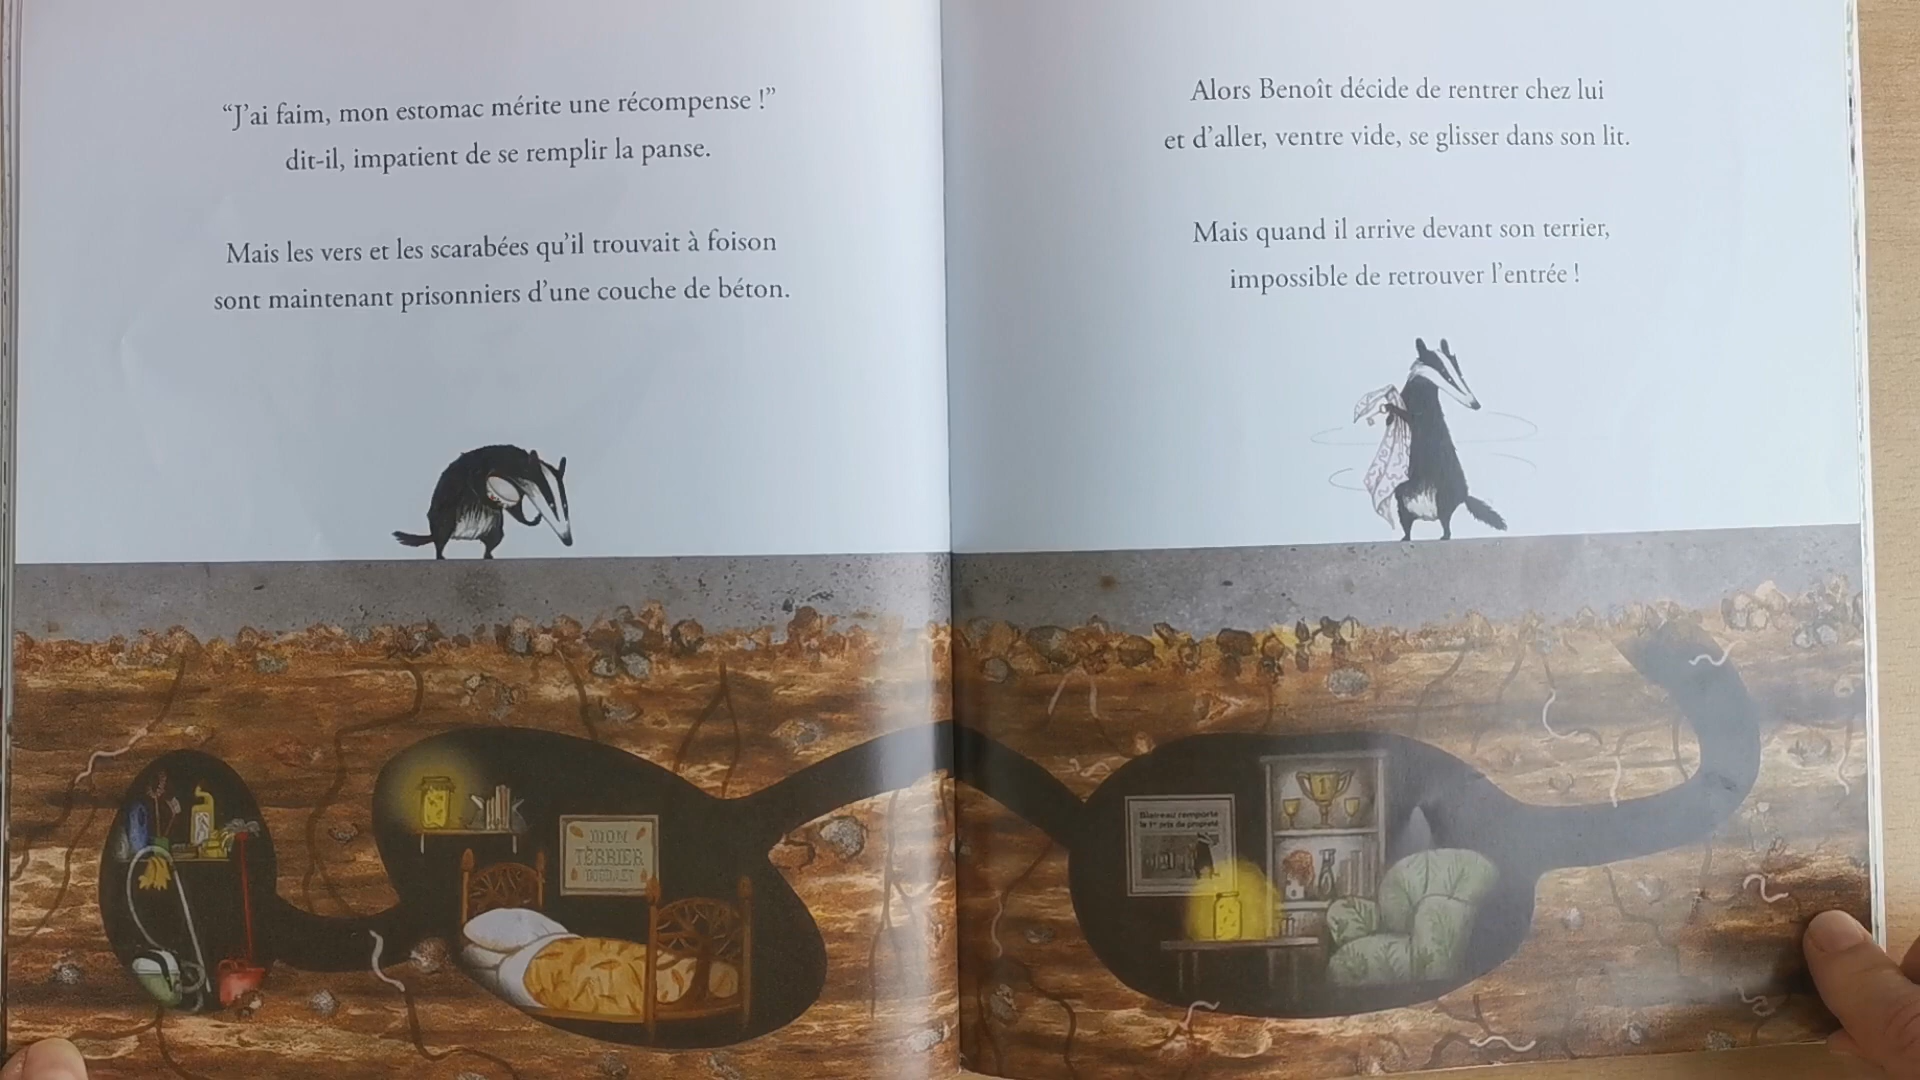 “J’ai faim, mon estomac mérite une récompense !”
dit-il, impatient de se remplir la panse.
Mais les vers et les scarabées qu’il trouvait à foison
sont maintenant prisonniers d’une couche de béton.
MON
TERRIER
DOUILLET
Alors Benoît décide de rentrer chez lui
et d’aller, ventre vide, se glisser dans son lit.
Mais quand il arrive devant son terrier,
impossible de retrouver l’entrée !
1
Blaireau remporte
le 1er prix de propreté